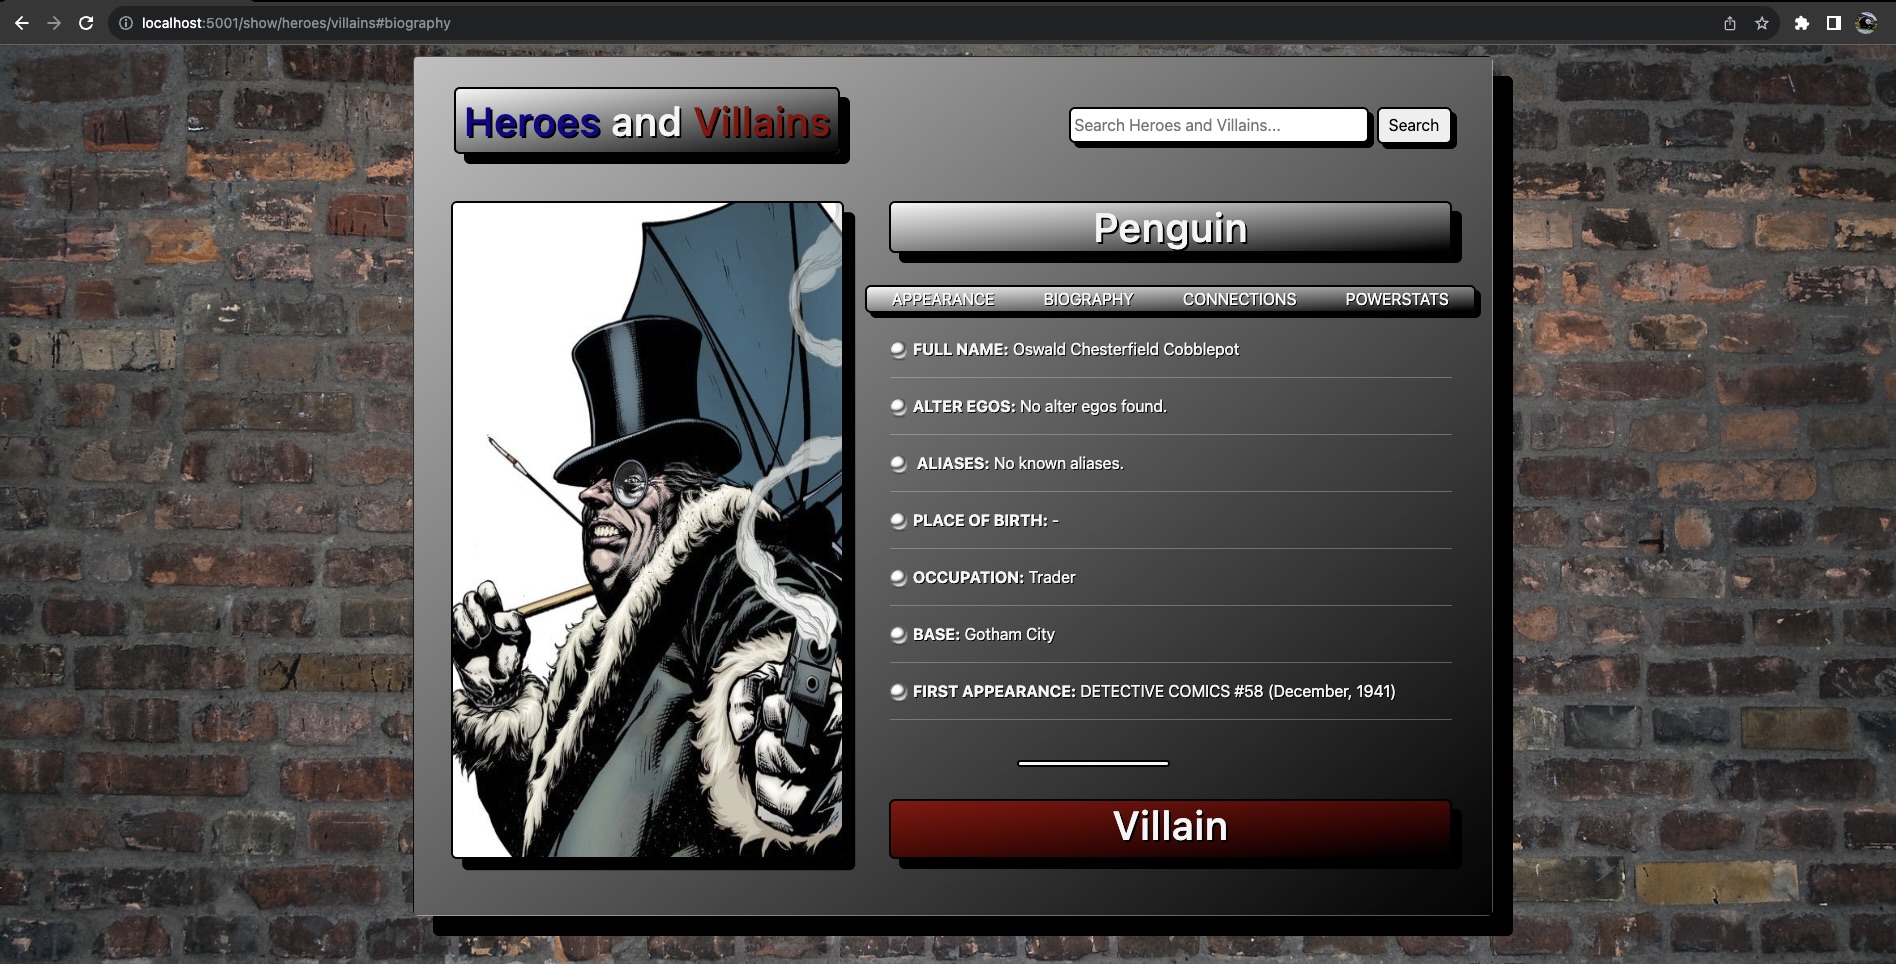 localhost:5001/show/heroes/villains#biography
Heroes and Villains
Search Heroes and Villains...
Search
Penguin
APPEARANCE BIOGRAPHY CONNECTIONS POWERSTATS
FULL NAME: Oswald Chesterfield Cobblepot
ALTER EGOS: No alter egos found.
ALIASES: No known aliases.
PLACE OF BIRTH: -
OCCUPATION: Trader
BASE: Gotham City
FIRST APPEARANCE: DETECTIVE COMICS #58 (December, 1941)
Villain